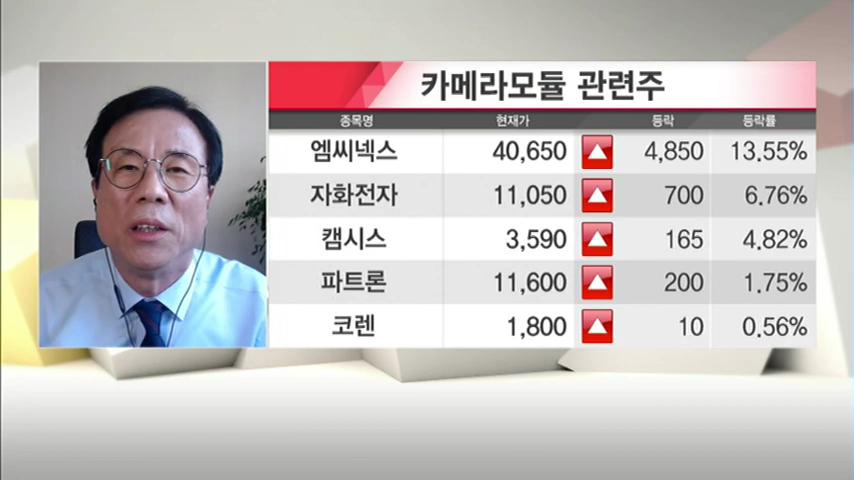 카메라모듈 관련주
종목명 현재가 등락 등락률
엠씨넥스 40,650 4,850 13.55%
자화전자 11,050 700 6.76%
캠시스 3,590 165 4.82%
파트론 11,600 200 1.75%
코렌 1,800 10 0.56%